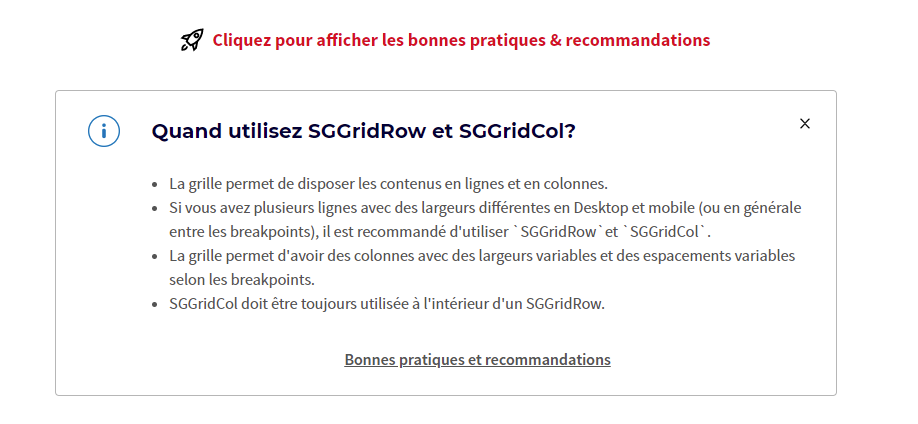 Cliquez pour afficher les bonnes pratiques & recommandations
Quand utilisez SGGridRow et SGGridCol?
La grille permet de disposer les contenus en lignes et en colonnes.
Si vous avez plusieurs lignes avec des largeurs différentes en Desktop et mobile (ou en générale
entre les breakpoints), il est recommandé d'utiliser `SGGridRow`et `SGGridCol`.
La grille permet d'avoir des colonnes avec des largeurs variables et des espacements variables
selon les breakpoints.
SGGridCol doit être toujours utilisée à l'intérieur d'un SGGridRow.
Bonnes pratiques et recommandations